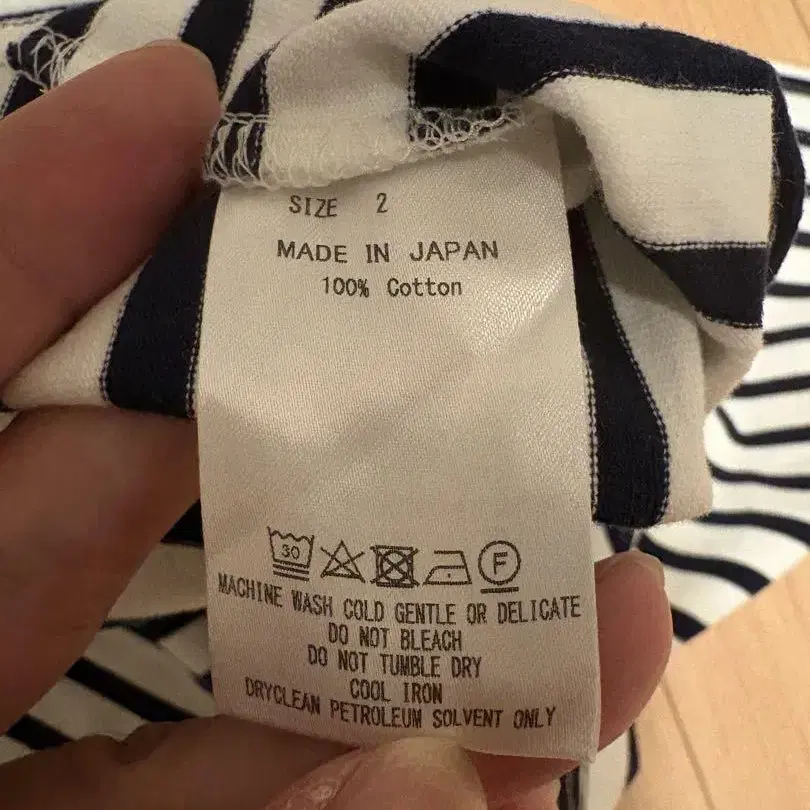 SIZE 2
MADE IN JAPAN
100% Cotton
30 F
MACHINE WASH COLD GENTLE OR DELICATE
DO NOT BLEACH
DO NOT TUMBLE DRY
COOL IRON
DRYCLEAN PETROLEUM SOLVENT ONLY